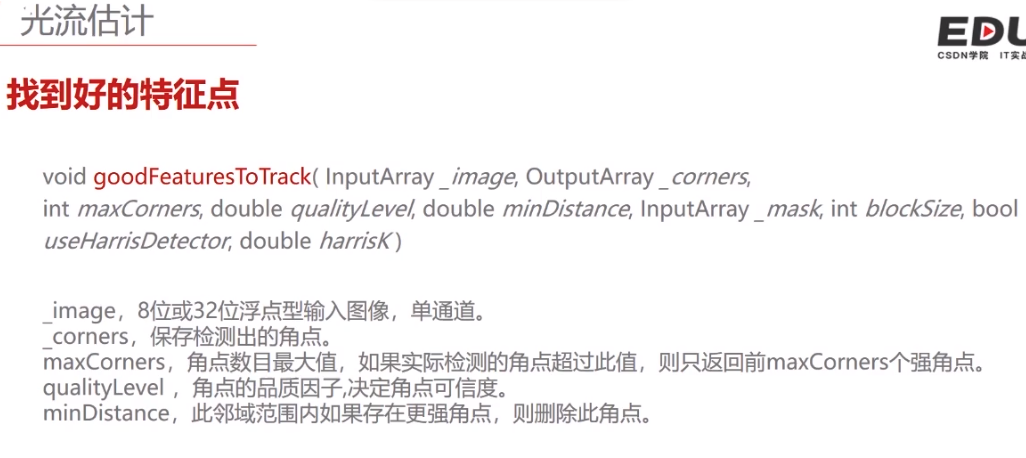 光流估计
EDU
CSDN学院 IT实战
找到好的特征点
void goodFeaturesToTrack( InputArray _image, OutputArray _corners,
int maxCorners, double qualityLevel, double minDistance, InputArray _mask, int blockSize, bool
useHarrisDetector, double harrisK )
_image，8位或32位浮点型输入图像，单通道。
_corners，保存检测出的角点。
maxCorners，角点数目最大值，如果实际检测的角点超过此值，则只返回前maxCorners个强角点。
qualityLevel ，角点的品质因子,决定角点可信度。
minDistance，此邻域范围内如果存在更强角点，则删除此角点。